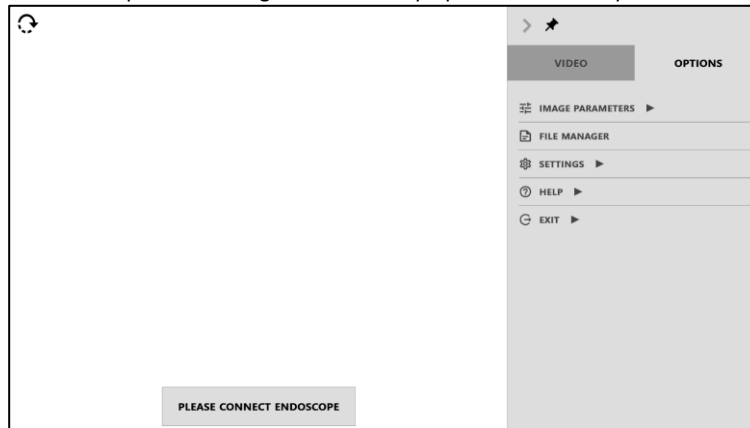 VIDEO
OPTIONS
IMAGE PARAMETERS
FILE MANAGER
SETTINGS
HELP
EXIT
PLEASE CONNECT ENDOSCOPE